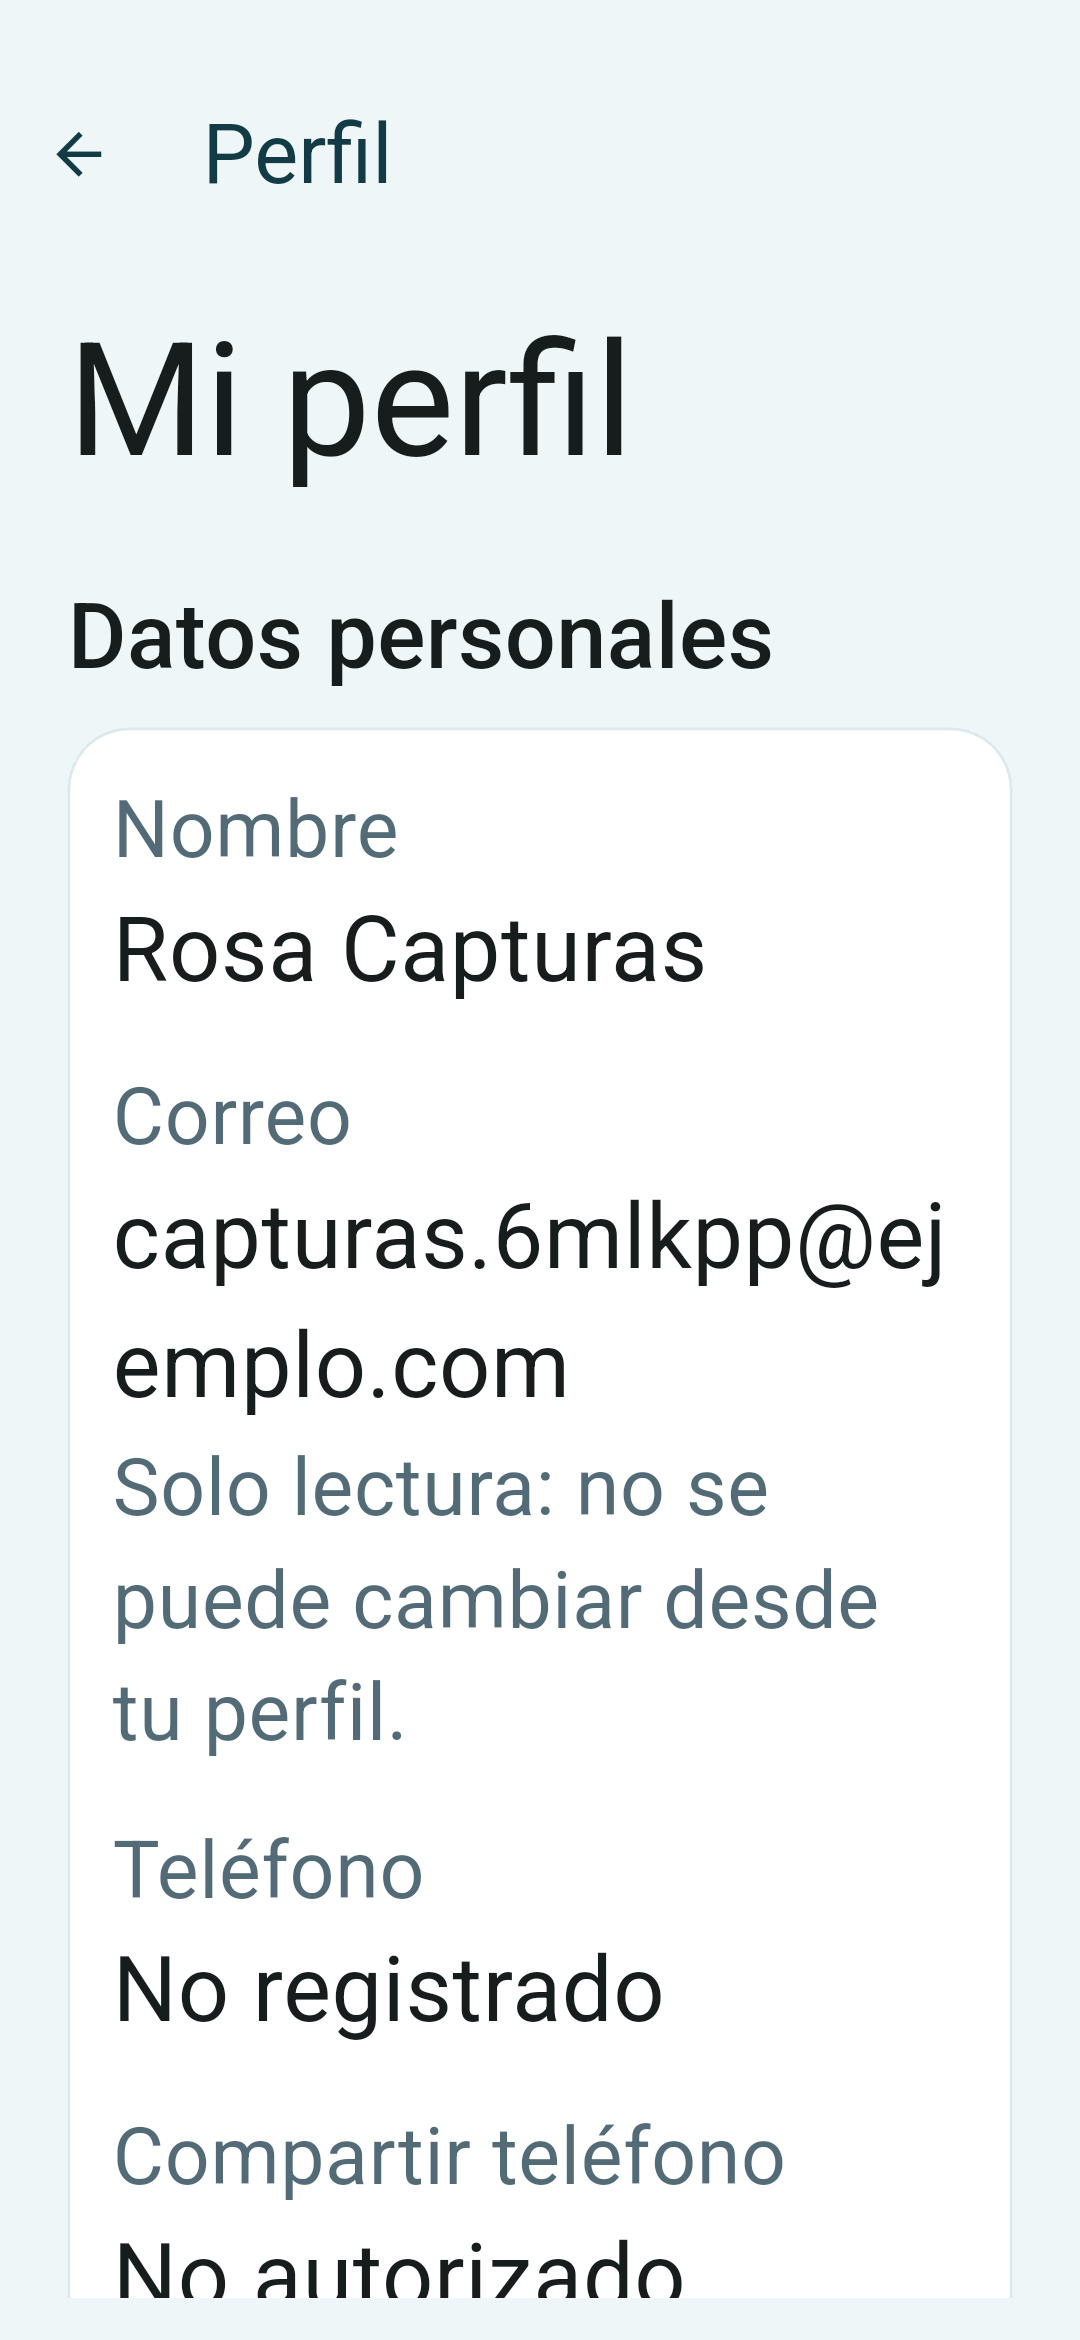 Perfil
Mi perfil
Datos personales
Nombre
Rosa Capturas
Correo
capturas.6mlkpp@ej
emplo.com
Solo lectura: no se
puede cambiar desde
tu perfil.
Teléfono
No registrado
Compartir teléfono
No autorizado